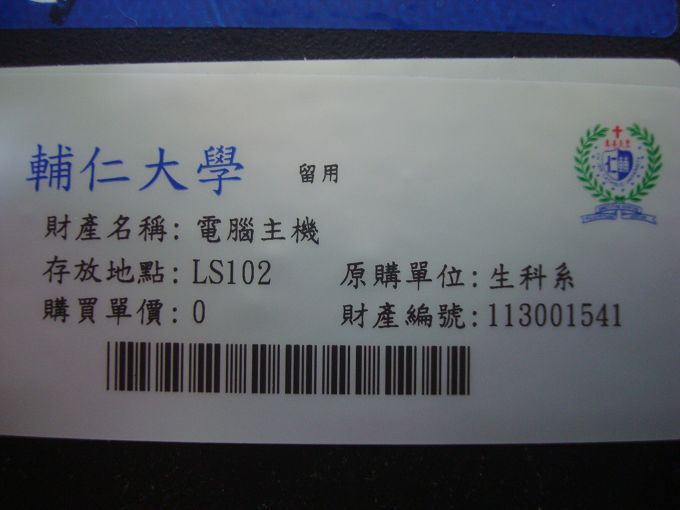 輔仁大學 留用
財產名稱: 電腦主機
存放地點: LS102 原購單位: 生科系
購買單價: 0 財產編號: 113001541